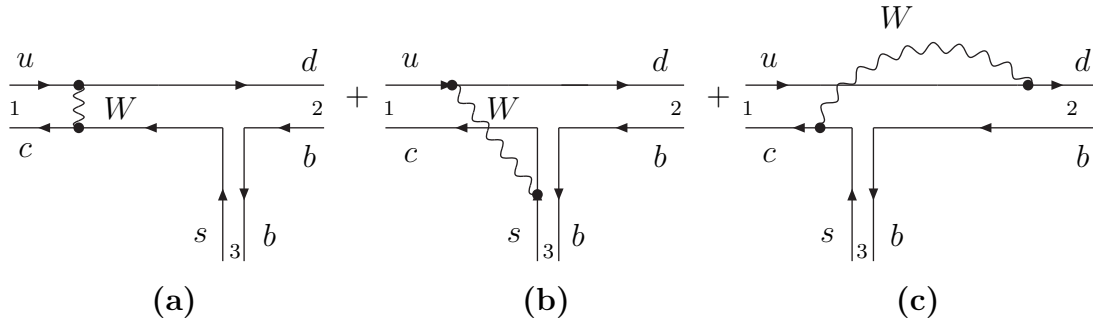 W
u d + u d + u d
1 W 2 1 W 2 1 2
c b c b c b
s 3 b s 3 b s 3 b
(a) (b) (c)